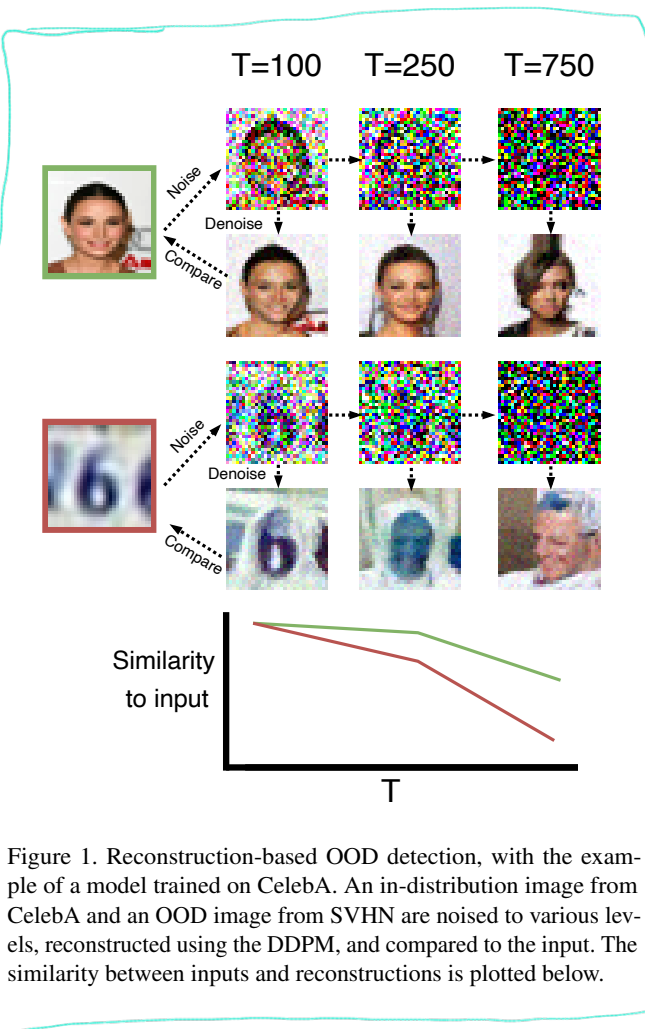 T=100 T=250 T=750
Noise
Denoise
Compare
Noise
Denoise
Compare
Similarity
to input
T
Figure 1. Reconstruction-based OOD detection, with the exam-
ple of a model trained on CelebA. An in-distribution image from
CelebA and an OOD image from SVHN are noised to various lev-
els, reconstructed using the DDPM, and compared to the input. The
similarity between inputs and reconstructions is plotted below.